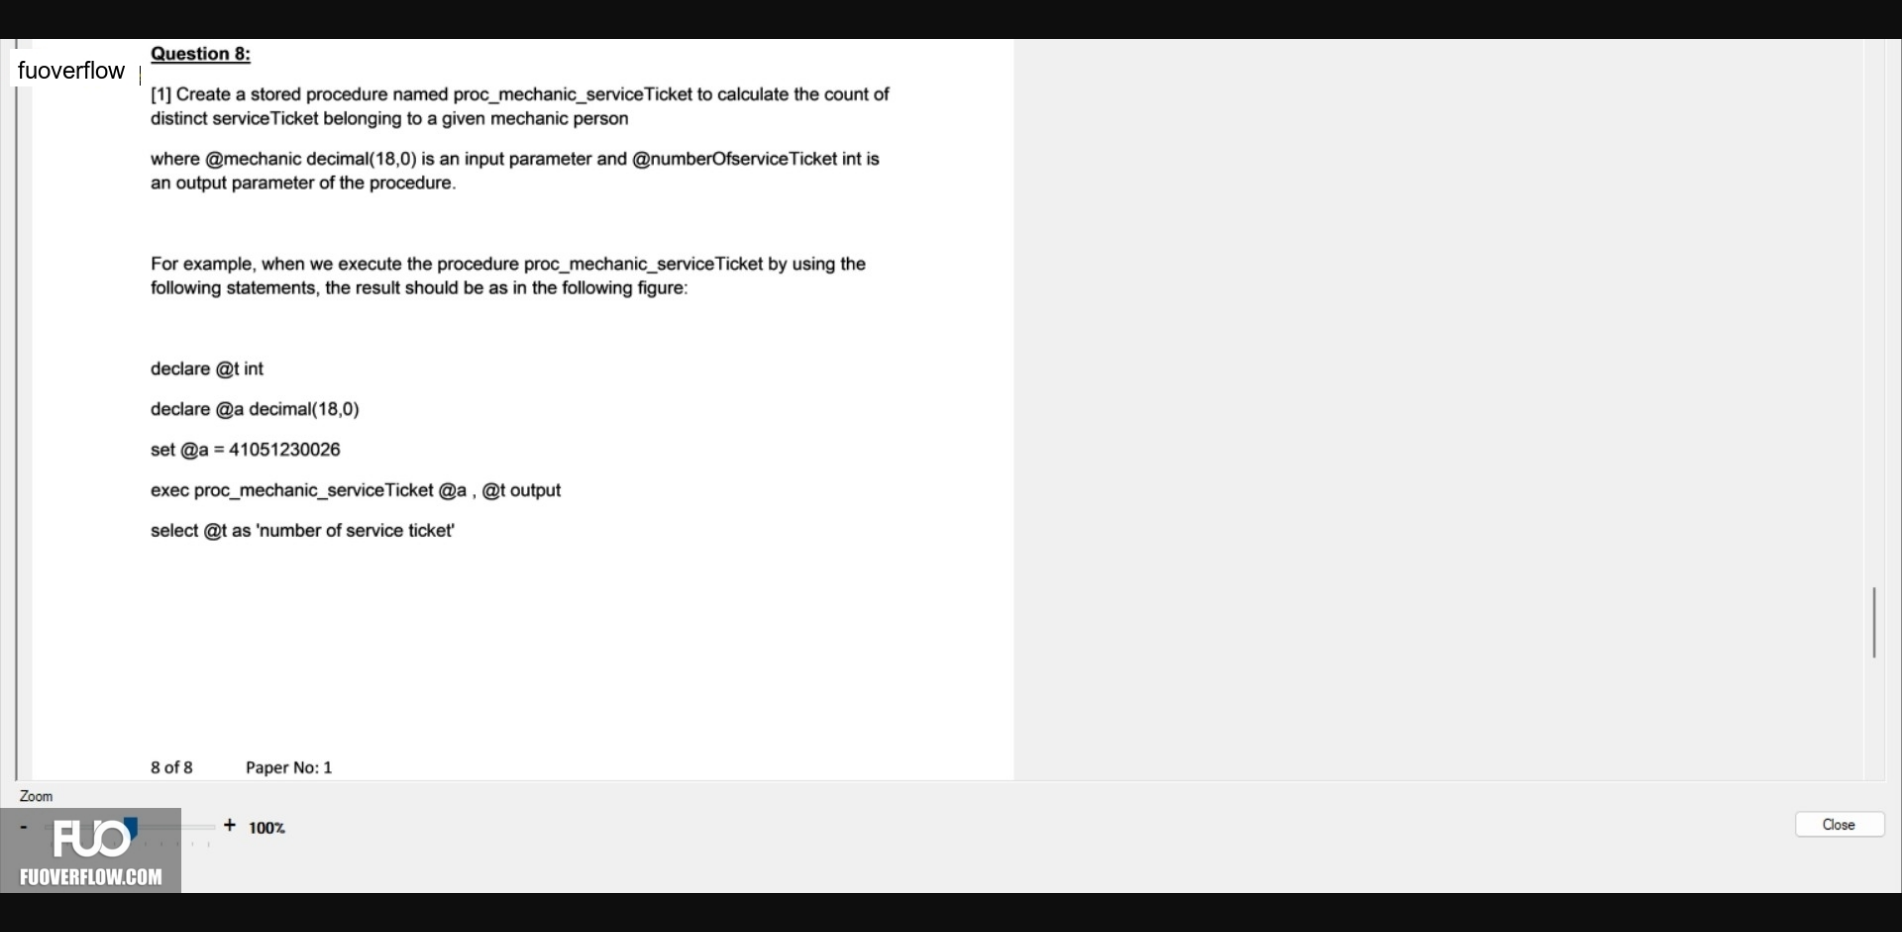 Question 8:
fuoverflow
[1] Create a stored procedure named proc_mechanic_serviceTicket to calculate the count of
distinct serviceTicket belonging to a given mechanic person
where @mechanic decimal(18,0) is an input parameter and @numberOfserviceTicket int is
an output parameter of the procedure.
For example, when we execute the procedure proc_mechanic_serviceTicket by using the
following statements, the result should be as in the following figure:
declare @t int
declare @a decimal(18,0)
set @a = 41051230026
exec proc_mechanic_serviceTicket @a , @t output
select @t as 'number of service ticket'
8 of 8 Paper No: 1
Zoom
- + 100%
Close
FUO
FUOVERFLOW.COM